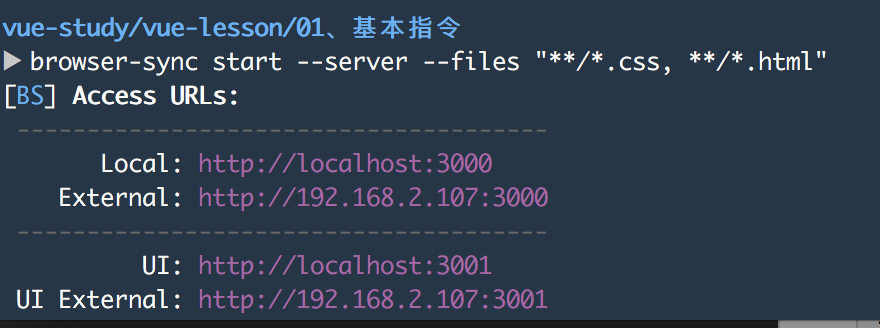 vue-study/vue-lesson/01、基本指令
▶ browser-sync start --server --files "**/*.css, **/*.html"
[BS] Access URLs:
--------------------------------------
Local: http://localhost:3000
External: http://192.168.2.107:3000
--------------------------------------
UI: http://localhost:3001
UI External: http://192.168.2.107:3001